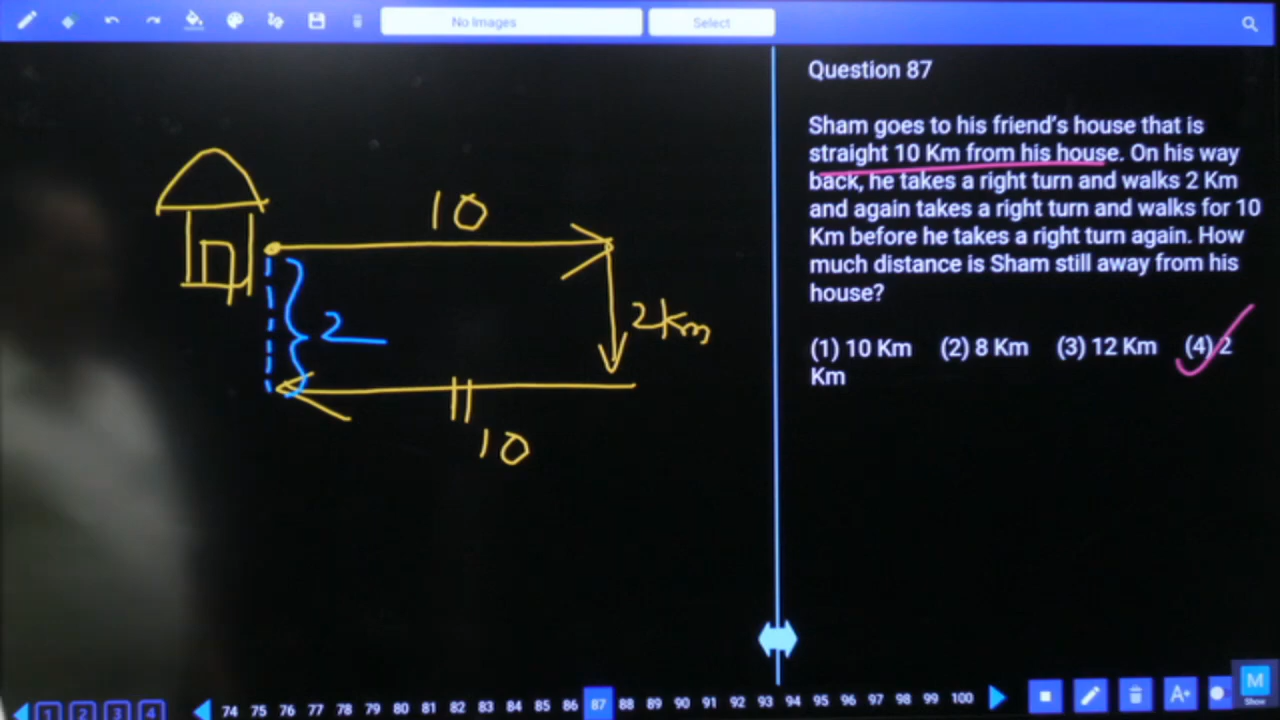 No Images
Select
Question 87
Sham goes to his friend's house that is
straight 10 Km from his house. On his way
back, he takes a right turn and walks 2 Km
and again takes a right turn and walks for 10
Km before he takes a right turn again. How
much distance is Sham still away from his
house?
(1) 10 Km (2) 8 Km (3) 12 Km (4) 2
Km
10
2
2 Km
10
1 2 3 4
74 75 76 77 78 79 80 81 82 83 84 85 86 87 88 89 90 91 92 93 94 95 96 97 98 99 100
A+
M
Show